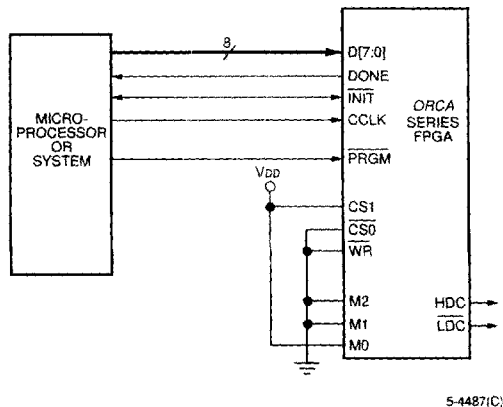 8
D[7:0]
DONE
INIT
CCLK
PRGM
MICRO-
PROCESSOR
OR
SYSTEM
ORCA
SERIES
FPGA
VDD
CS1
CS0
WR
M2
M1
M0
HDC
LDC
5-4487(C)